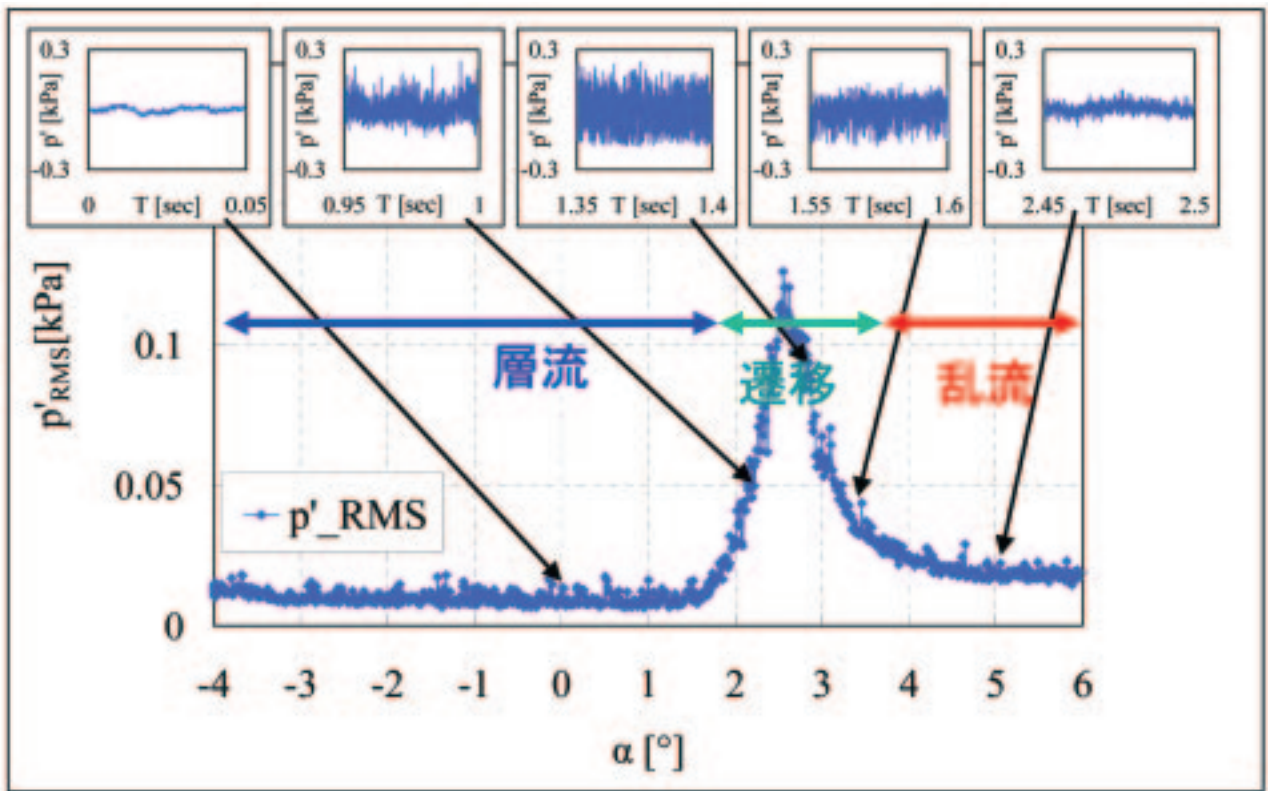 0.3 0.3 0.3 0.3 0.3
p' [kPa] p' [kPa] p' [kPa] p' [kPa] p' [kPa]
-0.3 -0.3 -0.3 -0.3 -0.3
0 T [sec] 0.05 0.95 T [sec] 1 1.35 T [sec] 1.4 1.55 T [sec] 1.6 2.45 T [sec] 2.5
p'RMS[kPa]
0.1
層流 遷移 乱流
0.05
p'_RMS
0
-4 -3 -2 -1 0 1 2 3 4 5 6
α [°]